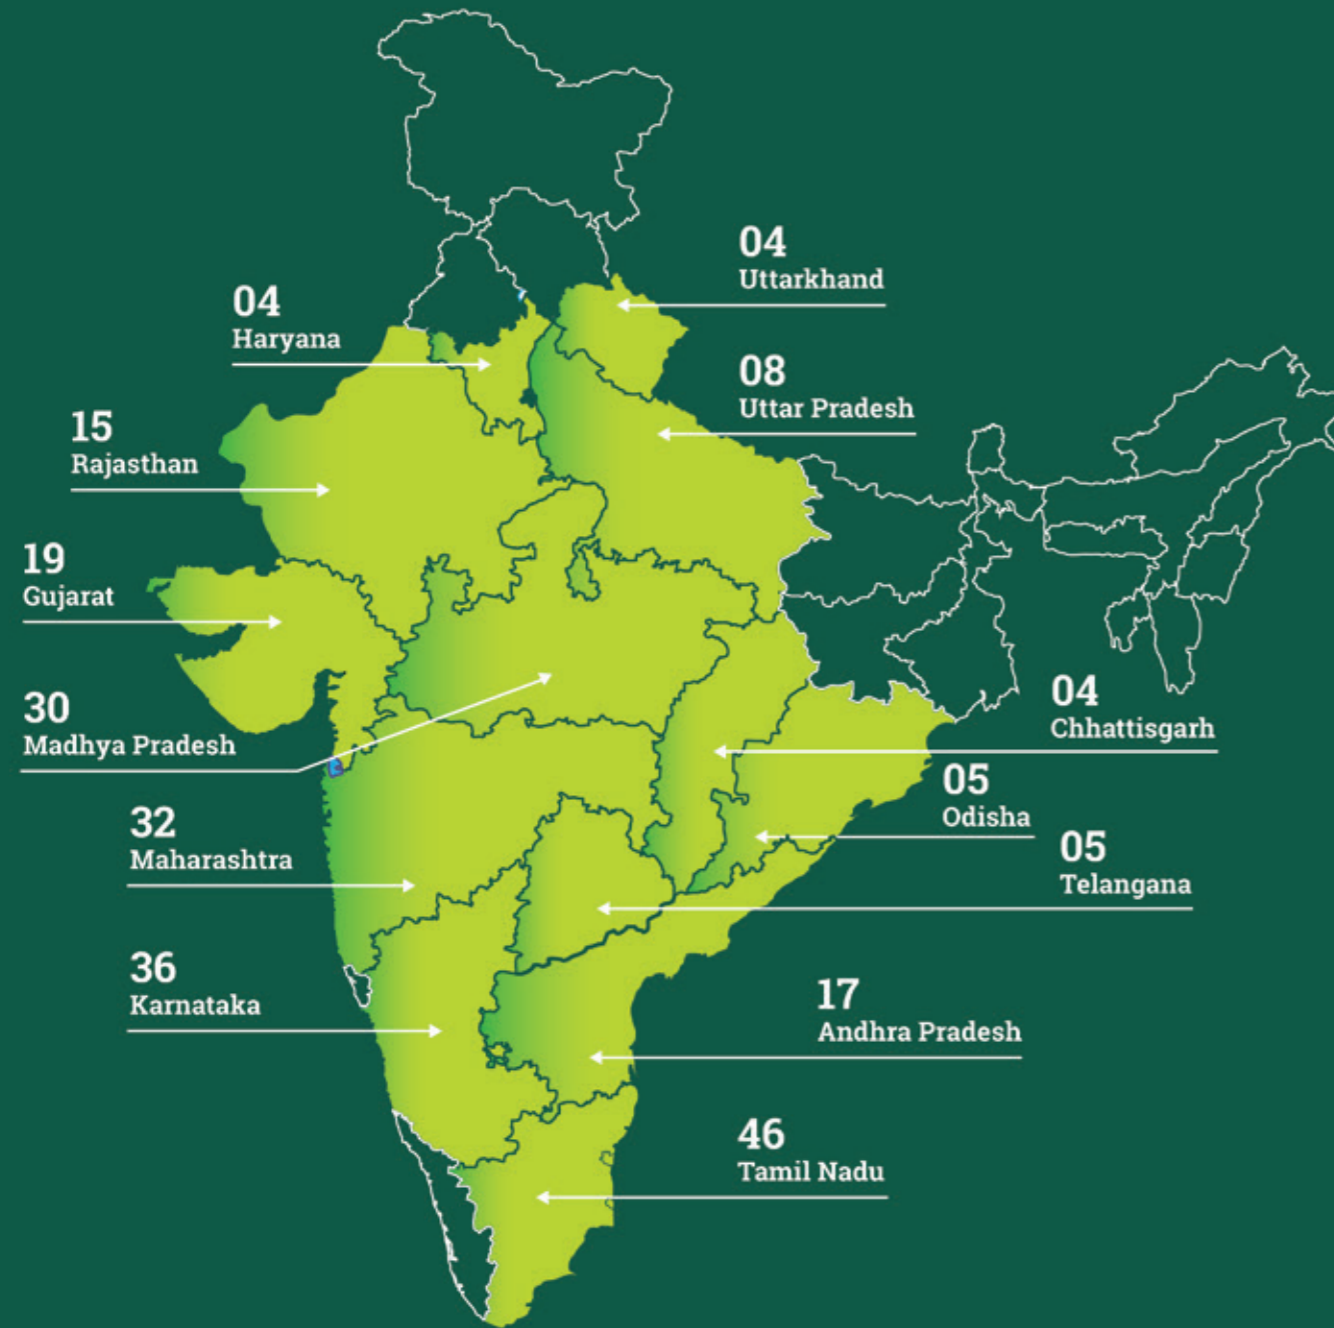 04
Uttarkhand
04
Haryana
08
Uttar Pradesh
15
Rajasthan
19
Gujarat
30
Madhya Pradesh
04
Chhattisgarh
05
Odisha
32
Maharashtra
05
Telangana
36
Karnataka
17
Andhra Pradesh
46
Tamil Nadu